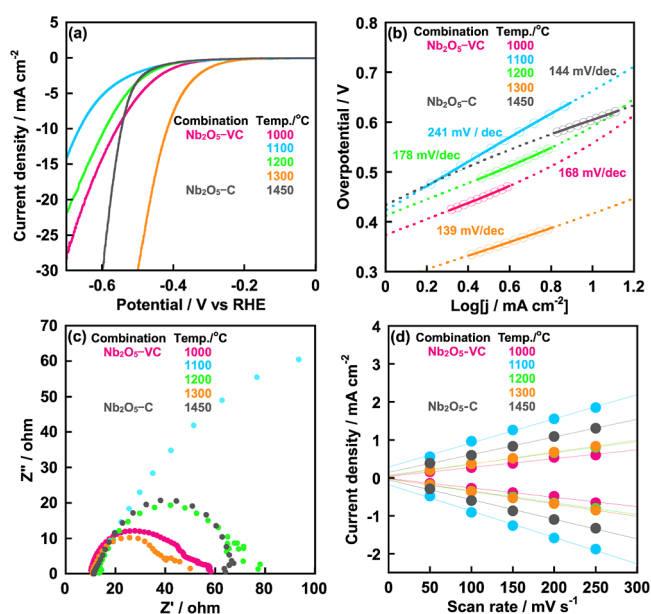 (a)
Combination Temp./°C
Nb₂O₅–VC 1000
1100
1200
1300
Nb₂O₅–C 1450
0
-5
-10
-15
-20
-25
-30
-0.6 -0.4 -0.2 0
Current density / mA cm⁻²
Potential / V vs RHE
(b)
Combination Temp./°C
Nb₂O₅–VC 1000
1100
1200
1300
Nb₂O₅–C 1450
144 mV/dec
241 mV / dec
178 mV/dec
168 mV/dec
139 mV/dec
0.8
0.7
0.6
0.5
0.4
0.3
0.0 0.2 0.4 0.6 0.8 1.0 1.2
Overpotential / V
Log[j / mA cm⁻²]
(c)
Combination Temp./°C
Nb₂O₅–VC 1000
1100
1200
1300
Nb₂O₅–C 1450
60
50
40
30
20
10
0
0 20 40 60 80 100
Z'' / ohm
Z' / ohm
(d)
Combination Temp./°C
Nb₂O₅-VC 1000
1100
1200
1300
Nb₂O₅-C 1450
4
3
2
1
0
-1
-2
0 50 100 150 200 250 300
Current density / mA cm⁻²
Scan rate / mV s⁻¹